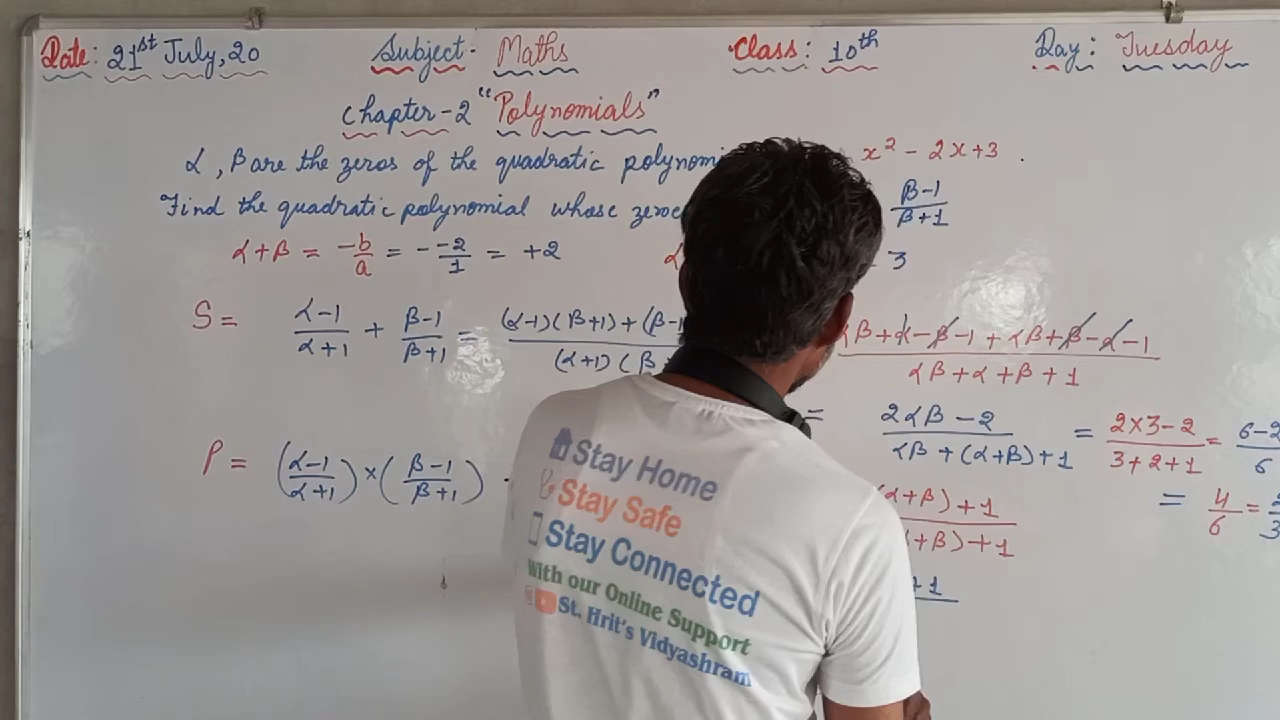 Date: 21st July, 20 Subject- Maths Class: 10th Day: Tuesday
Chapter-2 "Polynomials"
α, β are the zeros of the quadratic x² - 2x+3 .
Find the quadratic polynomial whose (β-1)/(β+1)
α+β = -b/a = - -2/1 = +2 3
S= (α-1)/(α+1) + (β-1)/(β+1) = (α-1)(β+1)+(β-1 / (α+1)(β αβ+α-β-1+αβ+β-α-1 / αβ+α+β+1
= (2αβ-2)/(αβ+(α+β)+1) = (2×3-2)/(3+2+1) = 6-2/6
P= ((α-1)/(α+1))×((β-1)/(β+1)) (α+β)+1 / +β)+1 = 4/6 =
+1
Stay Home
Stay Safe
Stay Connected
With our Online Support
St. Hrit's Vidyashram